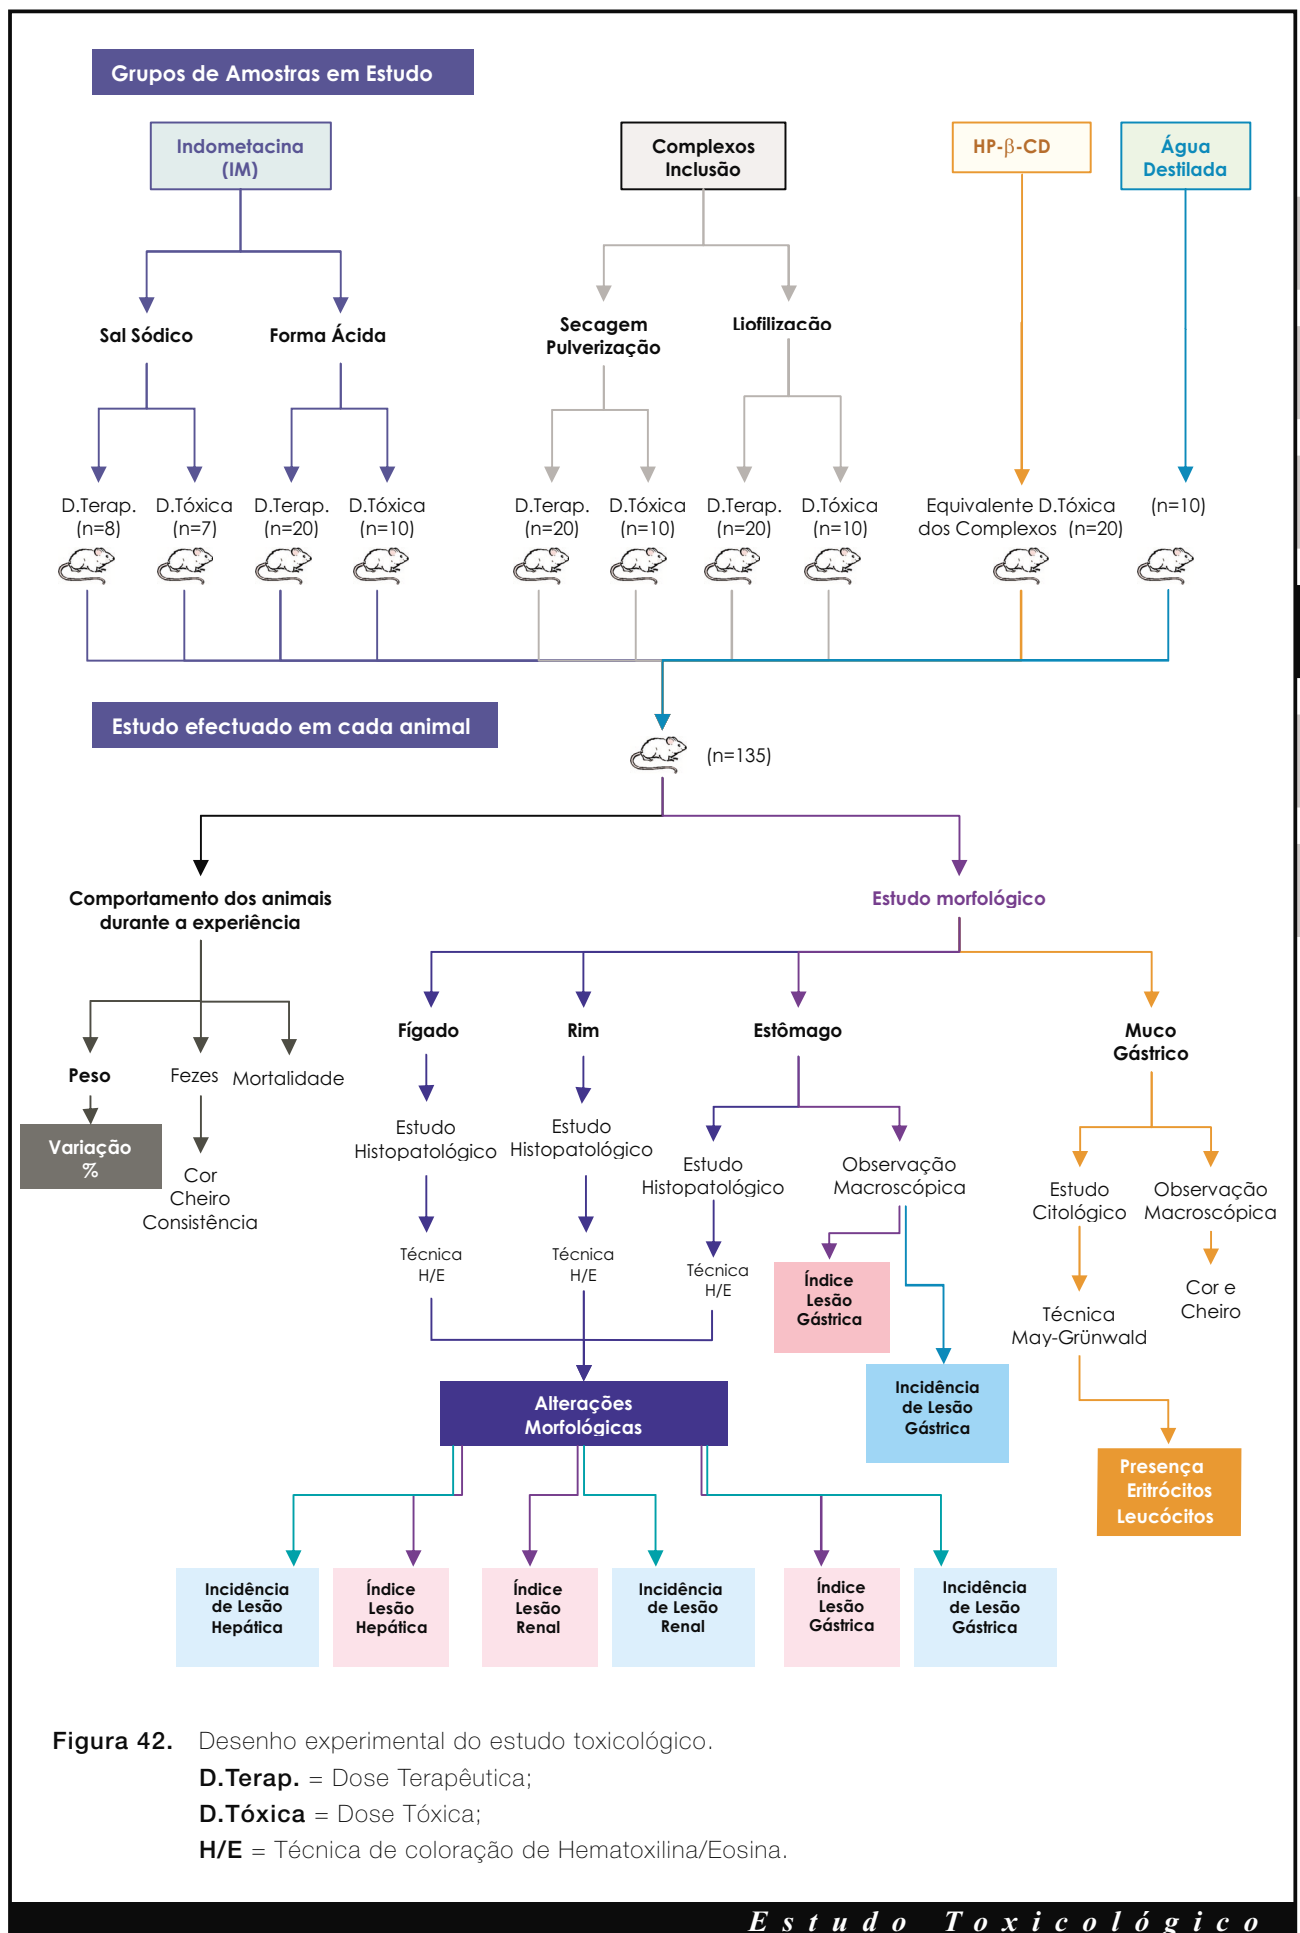 Grupos de Amostras em Estudo
Indometacina
(IM)
Complexos
Inclusão
HP-β-CD
Água
Destilada
Sal Sódico
Forma Ácida
Secagem
Pulverização
Liofilização
D.Terap.
(n=8)
D.Tóxica
(n=7)
D.Terap.
(n=20)
D.Tóxica
(n=10)
D.Terap.
(n=20)
D.Tóxica
(n=10)
D.Terap.
(n=20)
D.Tóxica
(n=10)
Equivalente D.Tóxica
dos Complexos (n=20)
(n=10)
Estudo efectuado em cada animal
(n=135)
Comportamento dos animais
durante a experiência
Estudo morfológico
Fígado
Rim
Estômago
Muco
Gástrico
Peso
Fezes
Mortalidade
Variação
%
Cor
Cheiro
Consistência
Estudo
Histopatológico
Estudo
Histopatológico
Estudo
Histopatológico
Observação
Macroscópica
Estudo
Citológico
Observação
Macroscópica
Técnica
H/E
Técnica
H/E
Técnica
H/E
Índice
Lesão
Gástrica
Incidência
de Lesão
Gástrica
Técnica
May-Grünwald
Cor e
Cheiro
Alterações
Morfológicas
Presença
Eritrócitos
Leucócitos
Incidência
de Lesão
Hepática
Índice
Lesão
Hepática
Índice
Lesão
Renal
Incidência
de Lesão
Renal
Índice
Lesão
Gástrica
Incidência
de Lesão
Gástrica
Figura 42. Desenho experimental do estudo toxicológico.
D.Terap. = Dose Terapêutica;
D.Tóxica = Dose Tóxica;
H/E = Técnica de coloração de Hematoxilina/Eosina.
Estudo Toxicológico